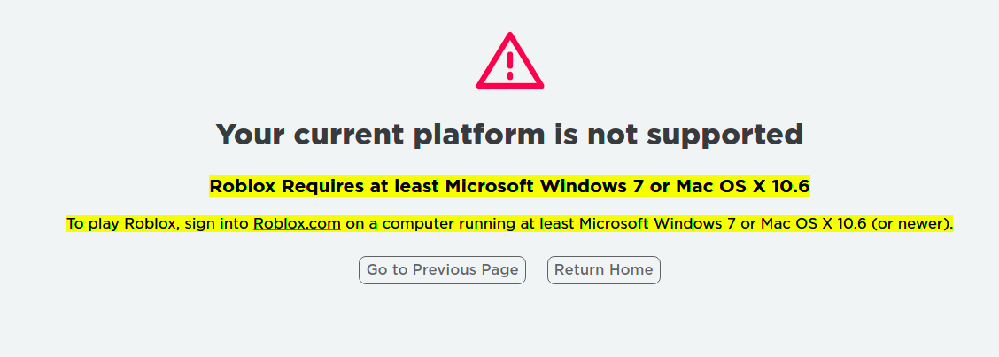 Your current platform is not supported
Roblox Requires at least Microsoft Windows 7 or Mac OS X 10.6
To play Roblox, sign into Roblox.com on a computer running at least Microsoft Windows 7 or Mac OS X 10.6 (or newer).
Go to Previous Page
Return Home